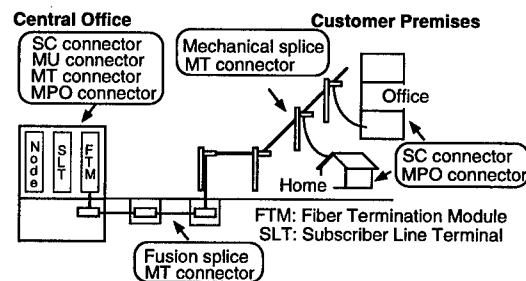 Central Office
SC connector
MU connector
MT connector
MPO connector
Customer Premises
Mechanical splice
MT connector
Office
Node
SLT
FTM
SC connector
MPO connector
Home
FTM: Fiber Termination Module
SLT: Subscriber Line Terminal
Fusion splice
MT connector